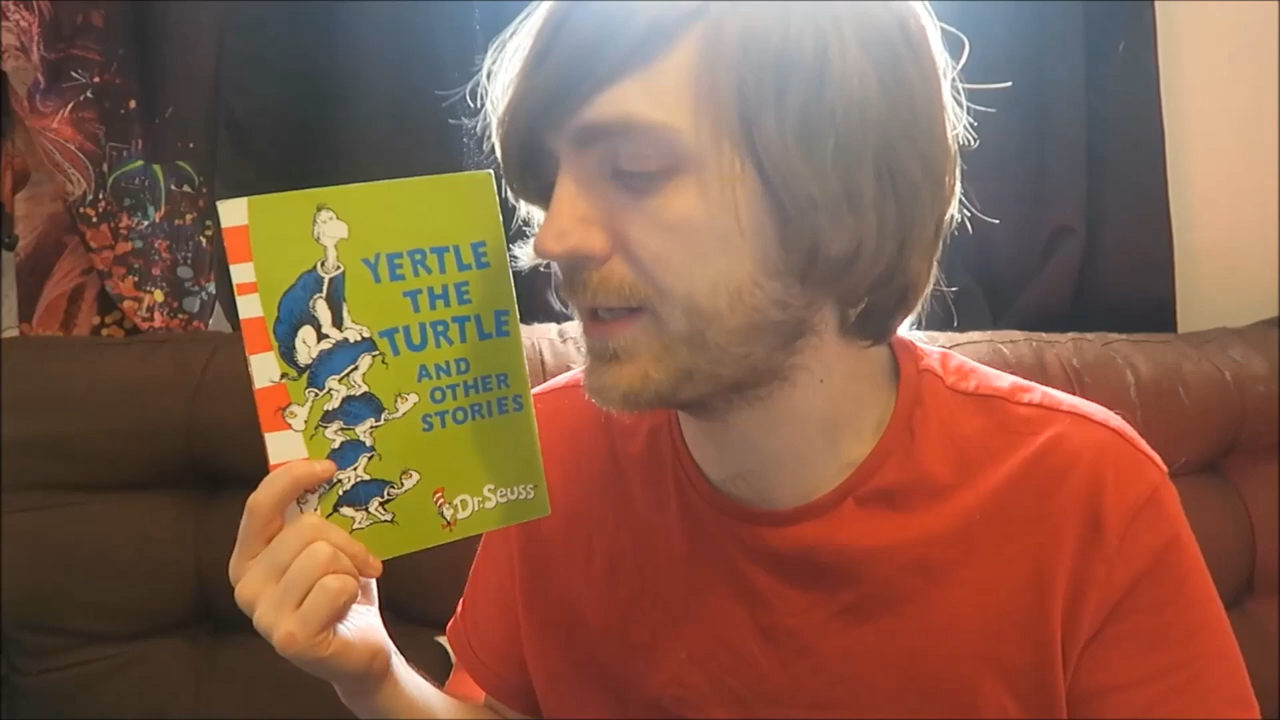 YERTLE
THE
TURTLE
AND
OTHER
STORIES
Dr. Seuss